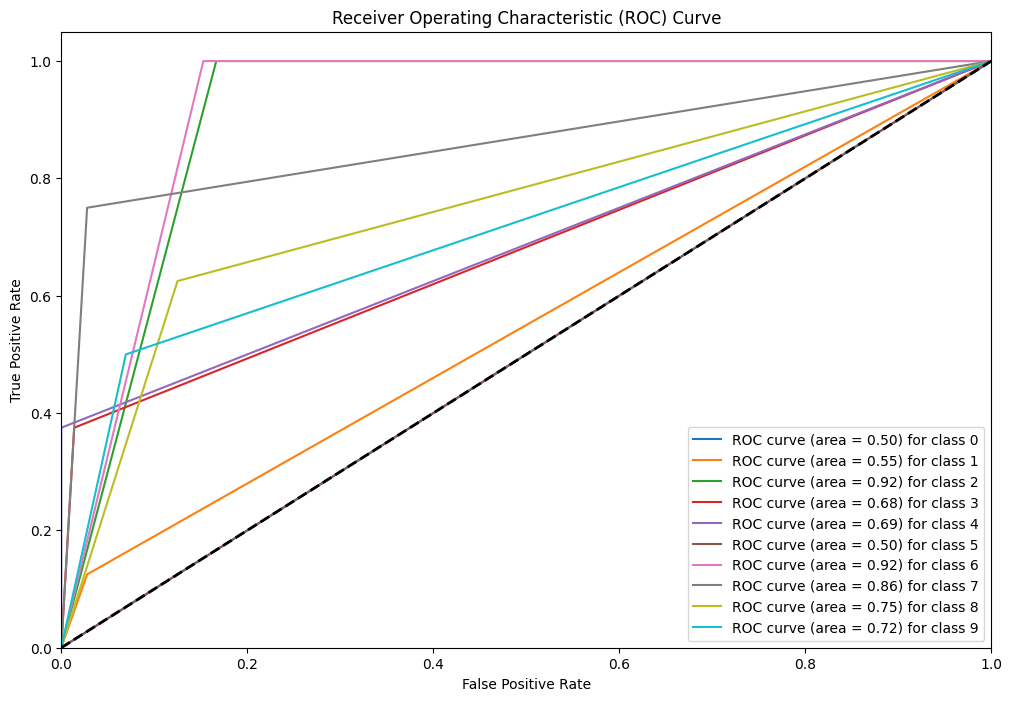 Receiver Operating Characteristic (ROC) Curve
1.0
0.8
0.6
0.4
0.2
0.0
True Positive Rate
0.0 0.2 0.4 0.6 0.8 1.0
False Positive Rate
ROC curve (area = 0.50) for class 0
ROC curve (area = 0.55) for class 1
ROC curve (area = 0.92) for class 2
ROC curve (area = 0.68) for class 3
ROC curve (area = 0.69) for class 4
ROC curve (area = 0.50) for class 5
ROC curve (area = 0.92) for class 6
ROC curve (area = 0.86) for class 7
ROC curve (area = 0.75) for class 8
ROC curve (area = 0.72) for class 9